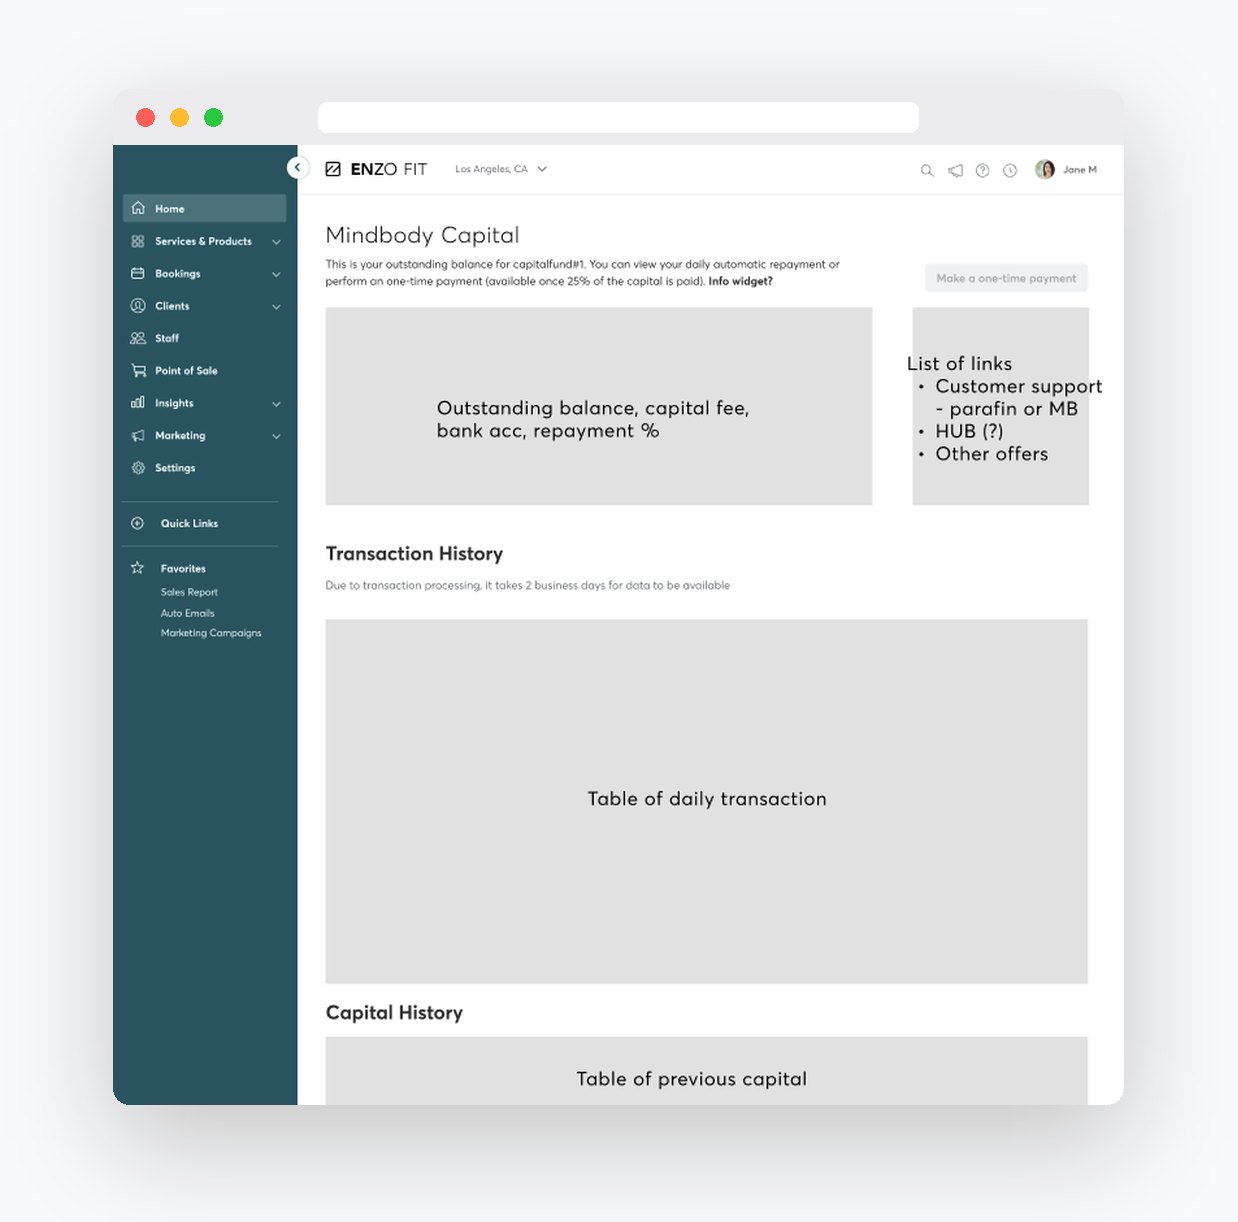 ENZO FIT
Los Angeles, CA
Jane M
Home
Services & Products
Bookings
Clients
Staff
Point of Sale
Insights
Marketing
Settings
Quick Links
Favorites
Sales Report
Auto Emails
Marketing Campaigns
Mindbody Capital
This is your outstanding balance for capitalfund#1. You can view your daily automatic repayment or
perform an one-time payment (available once 25% of the capital is paid). Info widget?
Make a one-time payment
Outstanding balance, capital fee,
bank acc, repayment %
List of links
• Customer support
- parafin or MB
• HUB (?)
• Other offers
Transaction History
Due to transaction processing, it takes 2 business days for data to be available
Table of daily transaction
Capital History
Table of previous capital